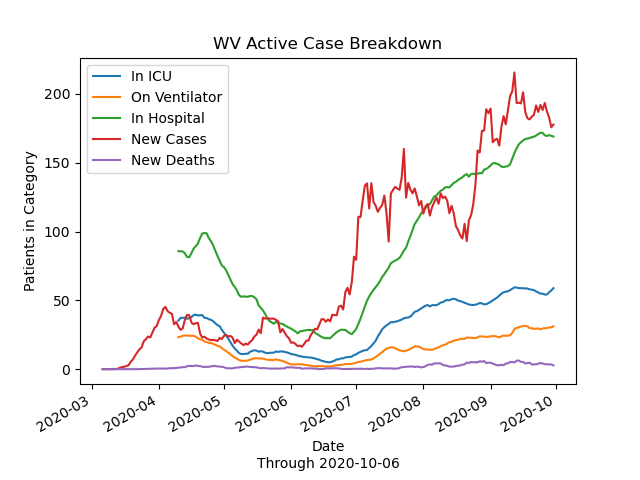 WV Active Case Breakdown
In ICU
On Ventilator
In Hospital
New Cases
New Deaths
Patients in Category
200
150
100
50
0
2020-03
2020-04
2020-05
2020-06
2020-07
2020-08
2020-09
2020-10
Date
Through 2020-10-06